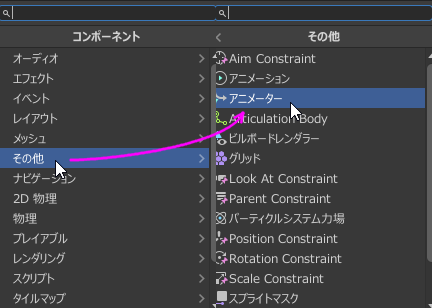 コンポーネント
オーディオ
エフェクト
イベント
レイアウト
メッシュ
その他
ナビゲーション
2D 物理
物理
プレイアブル
レンダリング
スクリプト
タイルマップ
その他
Aim Constraint
アニメーション
アニメーター
Articulation Body
ビルボードレンダラー
グリッド
Look At Constraint
Parent Constraint
パーティクルシステム力場
Position Constraint
Rotation Constraint
Scale Constraint
スプライトマスク